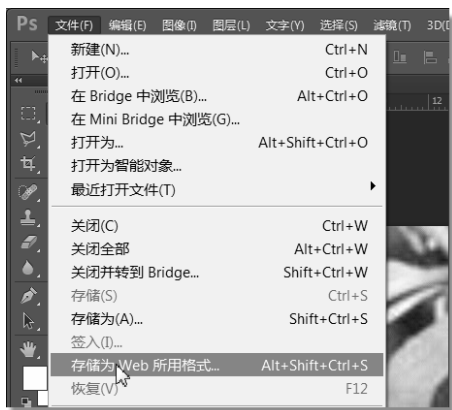 Ps 文件(F) 编辑(E) 图像(I) 图层(L) 文字(Y) 选择(S) 滤镜(T) 3D(D
新建(N)... Ctrl+N
打开(O)... Ctrl+O
在 Bridge 中浏览(B)... Alt+Ctrl+O
在 Mini Bridge 中浏览(G)...
打开为... Alt+Shift+Ctrl+O
打开为智能对象...
最近打开文件(T)
12
关闭(C) Ctrl+W
关闭全部 Alt+Ctrl+W
关闭并转到 Bridge... Shift+Ctrl+W
存储(S) Ctrl+S
存储为(A)... Shift+Ctrl+S
签入(I)...
存储为 Web 所用格式... Alt+Shift+Ctrl+S
恢复(V) F12